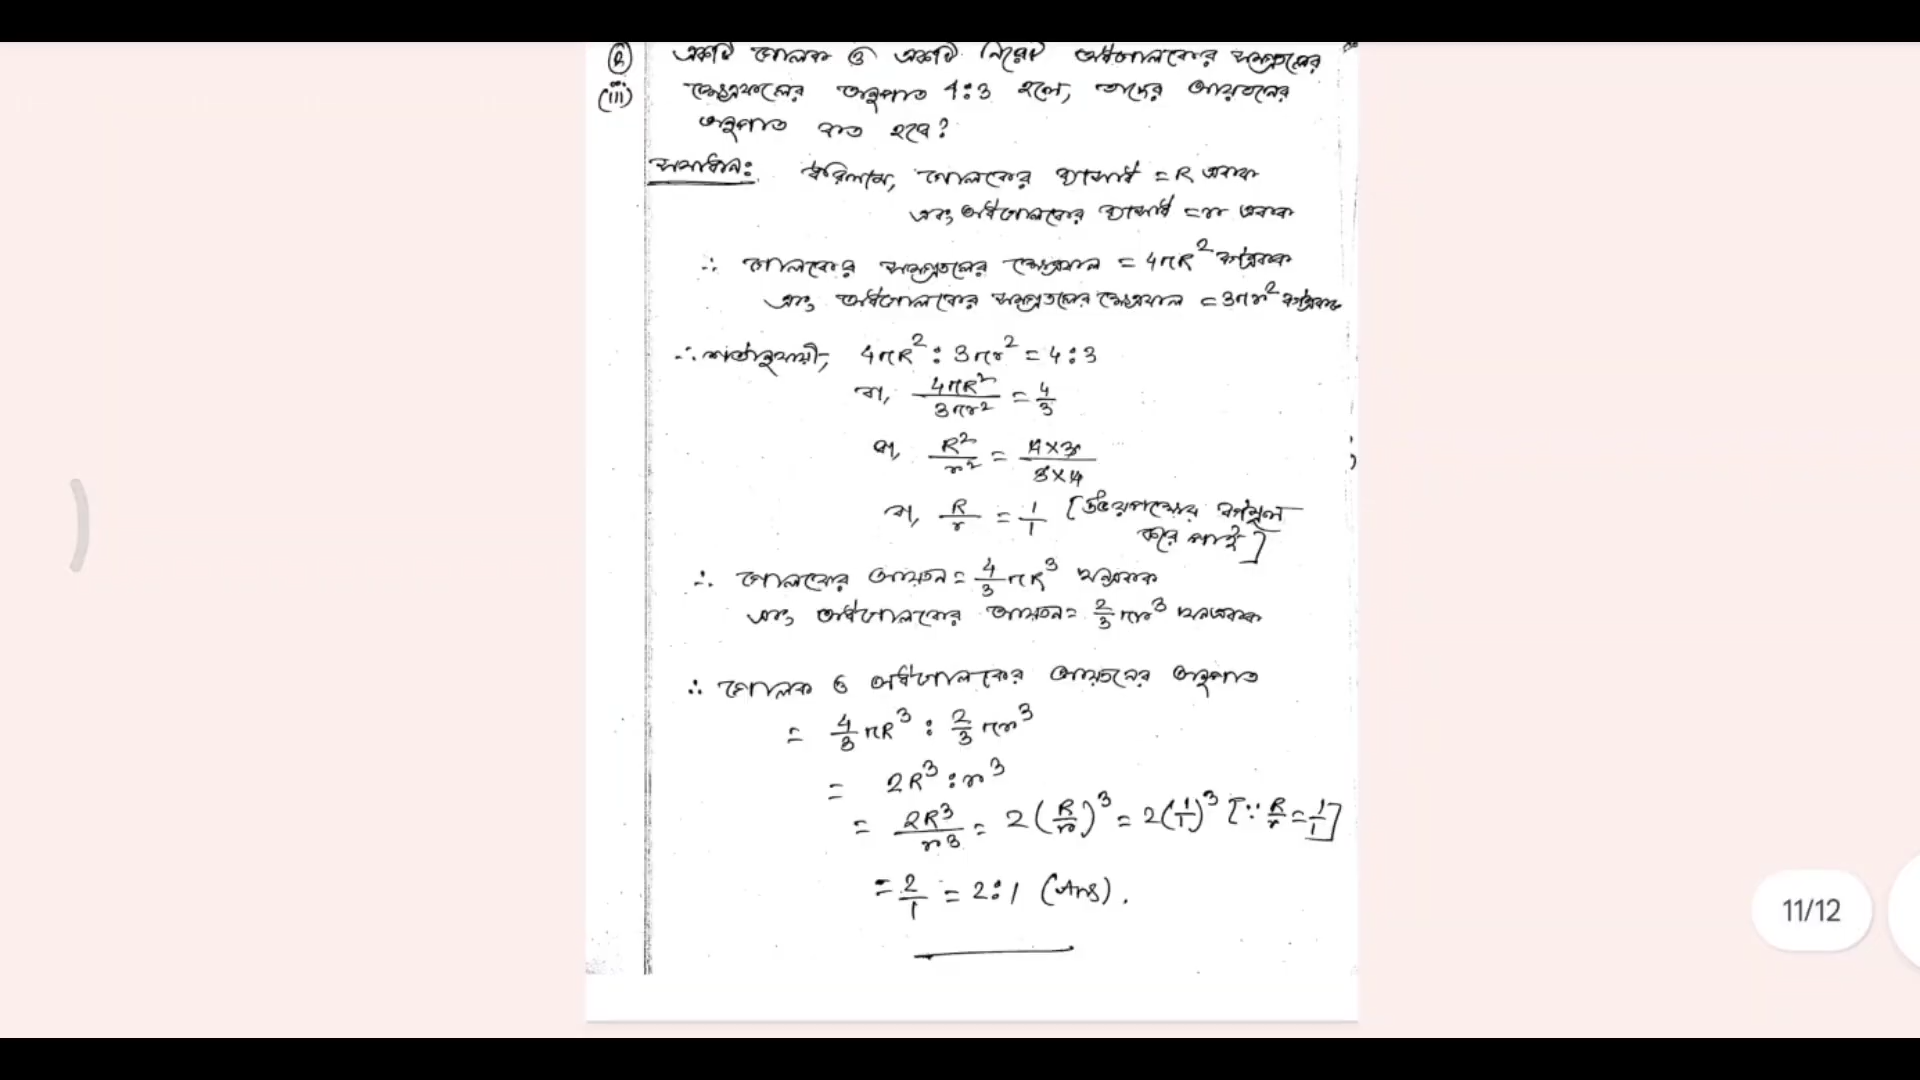 (R) একটি গোলক ও একটি নিরেট অর্ধগোলকের সমগ্রতলের
(iii) ক্ষেত্রফলের অনুপাত 4:3 হলে, তাদের আয়তনের
অনুপাত কত হবে?
সমাধান: ধরিলাম, গোলকের ব্যাসার্ধ = R একক
এবং অর্ধগোলকের ব্যাসার্ধ = r একক
∴ গোলকের সমগ্রতলের ক্ষেত্রফল = 4πR² বর্গএকক
এবং অর্ধগোলকের সমগ্রতলের ক্ষেত্রফল = 3πr² বর্গএকক
∴ শর্তানুযায়ী, 4πR² : 3πr² = 4:3
বা, 4πR²/3πr² = 4/3
বা, R²/r² = 4×3/3×4
বা, R/r = 1/1 [উভয়পক্ষের বর্গমূল
করে পাই]
∴ গোলকের আয়তন = 4/3 πR³ ঘনএকক
এবং অর্ধগোলকের আয়তন = 2/3 πr³ ঘনএকক
∴ গোলক ও অর্ধগোলকের আয়তনের অনুপাত
= 4/3 πR³ : 2/3 πr³
= 2R³ : r³
= 2R³/r³ = 2(R/r)³ = 2(1/1)³ [∵ R/r = 1/1]
= 2/1 = 2:1 (Ans).
11/12